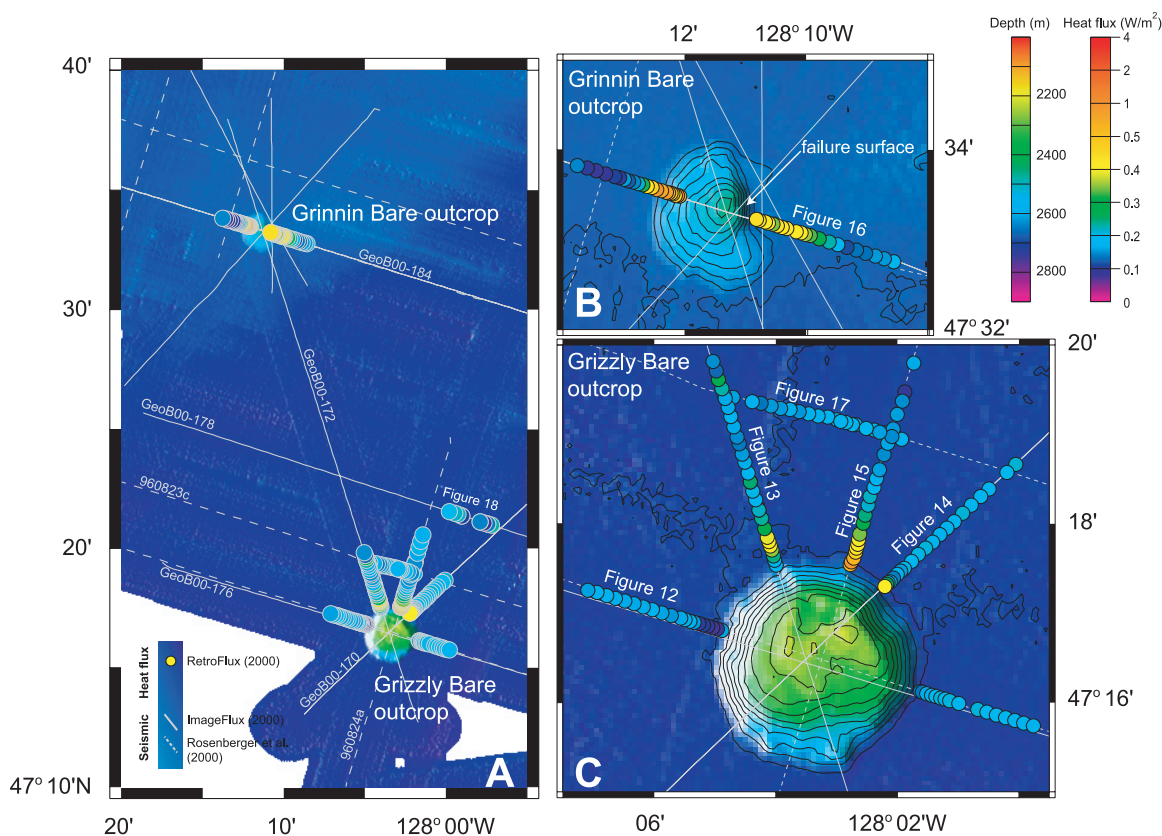 40'
30'
20'
47° 10'N
20'
10'
128° 00'W
Grinnin Bare outcrop
GeoB00-184
GeoB00-172
GeoB00-178
960823c
GeoB00-176
Figure 18
GeoB00-170
960824a
Grizzly Bare
outcrop
Heat flux
RetroFlux (2000)
Seismic
ImageFlux (2000)
Rosenberger et al.
(2000)
A
12'
128° 10'W
Grinnin Bare
outcrop
failure surface
Figure 16
B
34'
47° 32'
Depth (m)
2200
2400
2600
2800
Heat flux (W/m²)
4
2
1
0,5
0,4
0,3
0,2
0,1
0
Grizzly Bare
outcrop
Figure 17
Figure 13
Figure 15
Figure 14
Figure 12
C
20'
18'
47° 16'
06'
128° 02'W